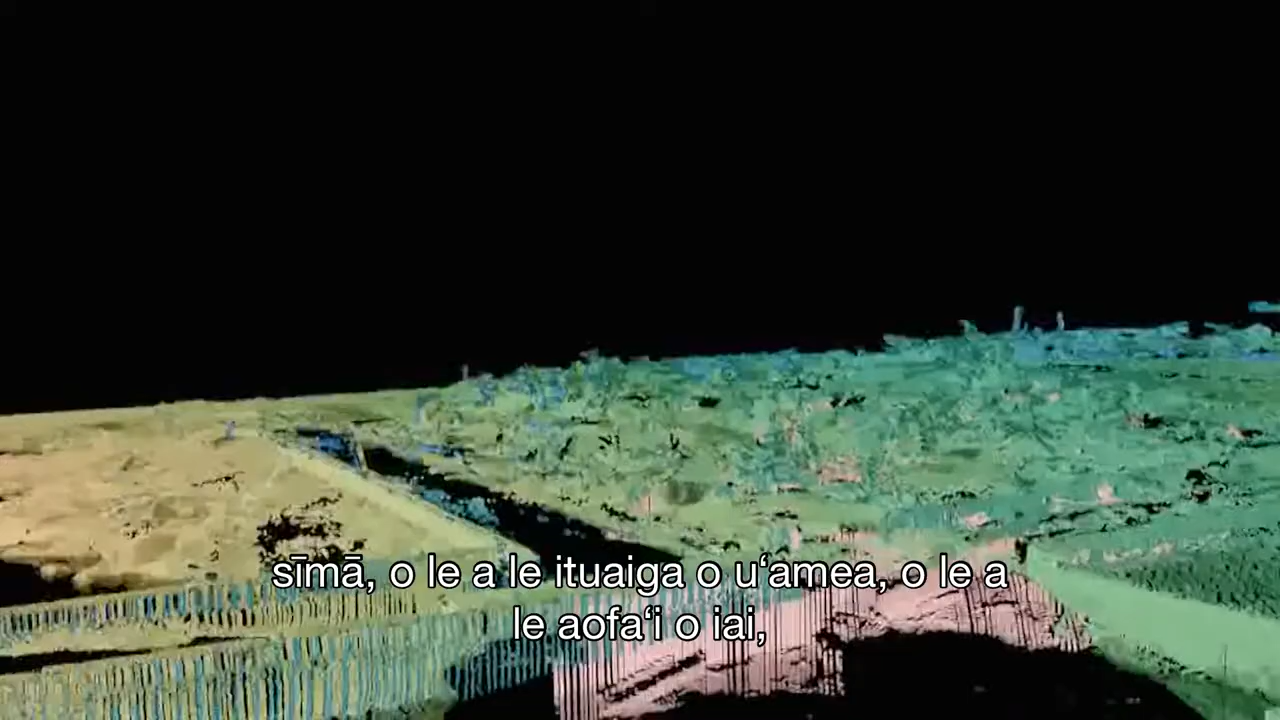 sīmā, o le a le ituaiga o u‘amea, o le a
le aofa‘i o iai,